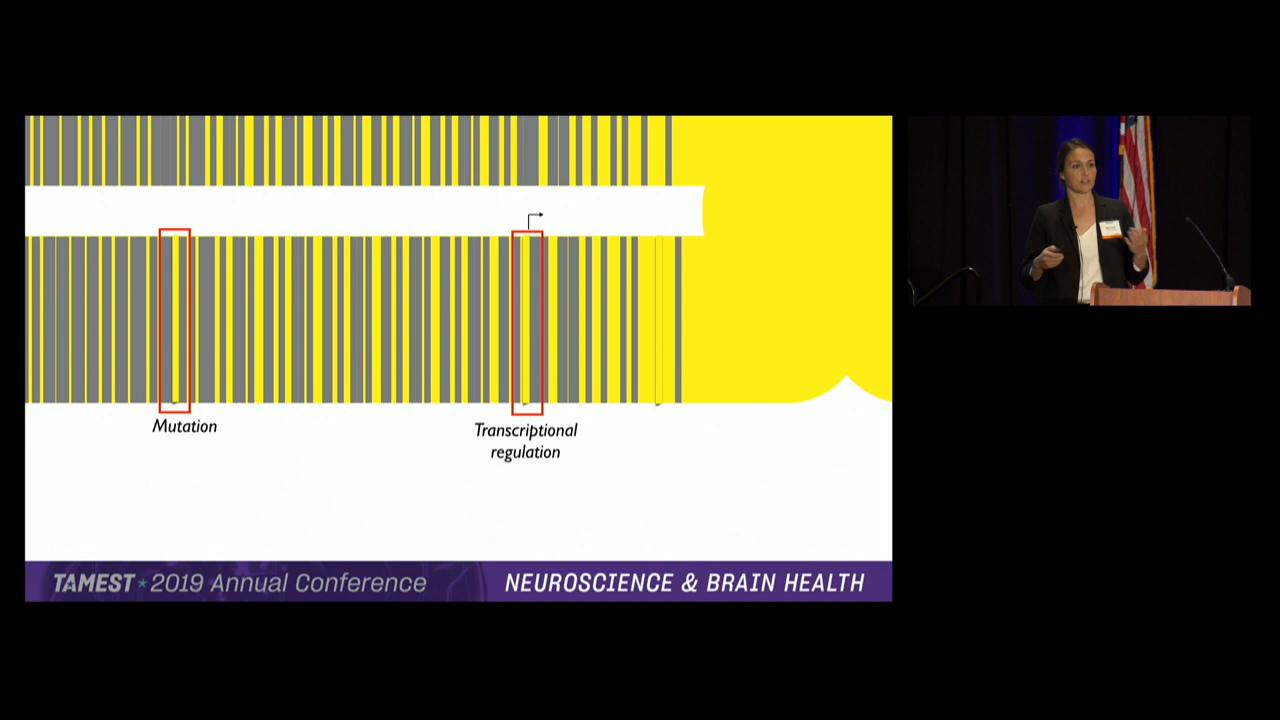 Mutation
Transcriptional
regulation
TAMEST★2019 Annual Conference
NEUROSCIENCE & BRAIN HEALTH